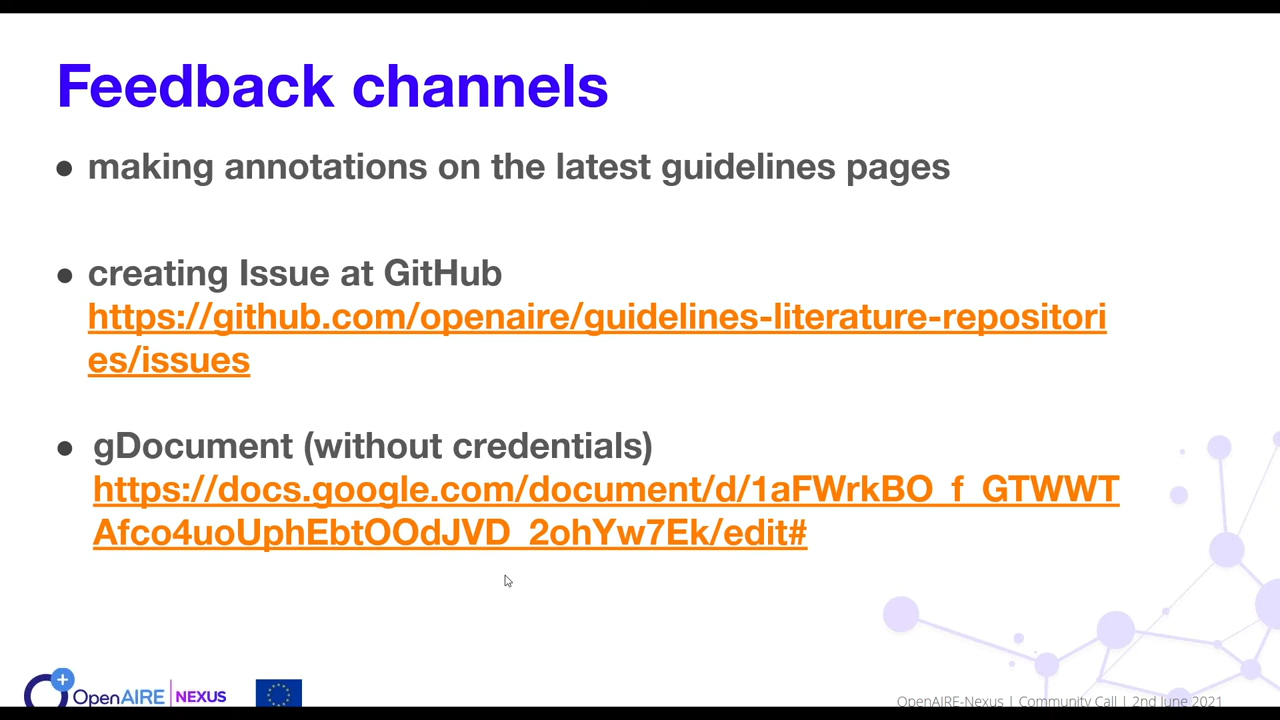 Feedback channels
● making annotations on the latest guidelines pages
● creating Issue at GitHub
https://github.com/openaire/guidelines-literature-repositori
es/issues
● gDocument (without credentials)
https://docs.google.com/document/d/1aFWrkBO_f_GTWWT
Afco4uoUphEbtOOdJVD_2ohYw7Ek/edit#
OpenAIRE NEXUS
OpenAIRE-Nexus | Community Call | 2nd June 2021